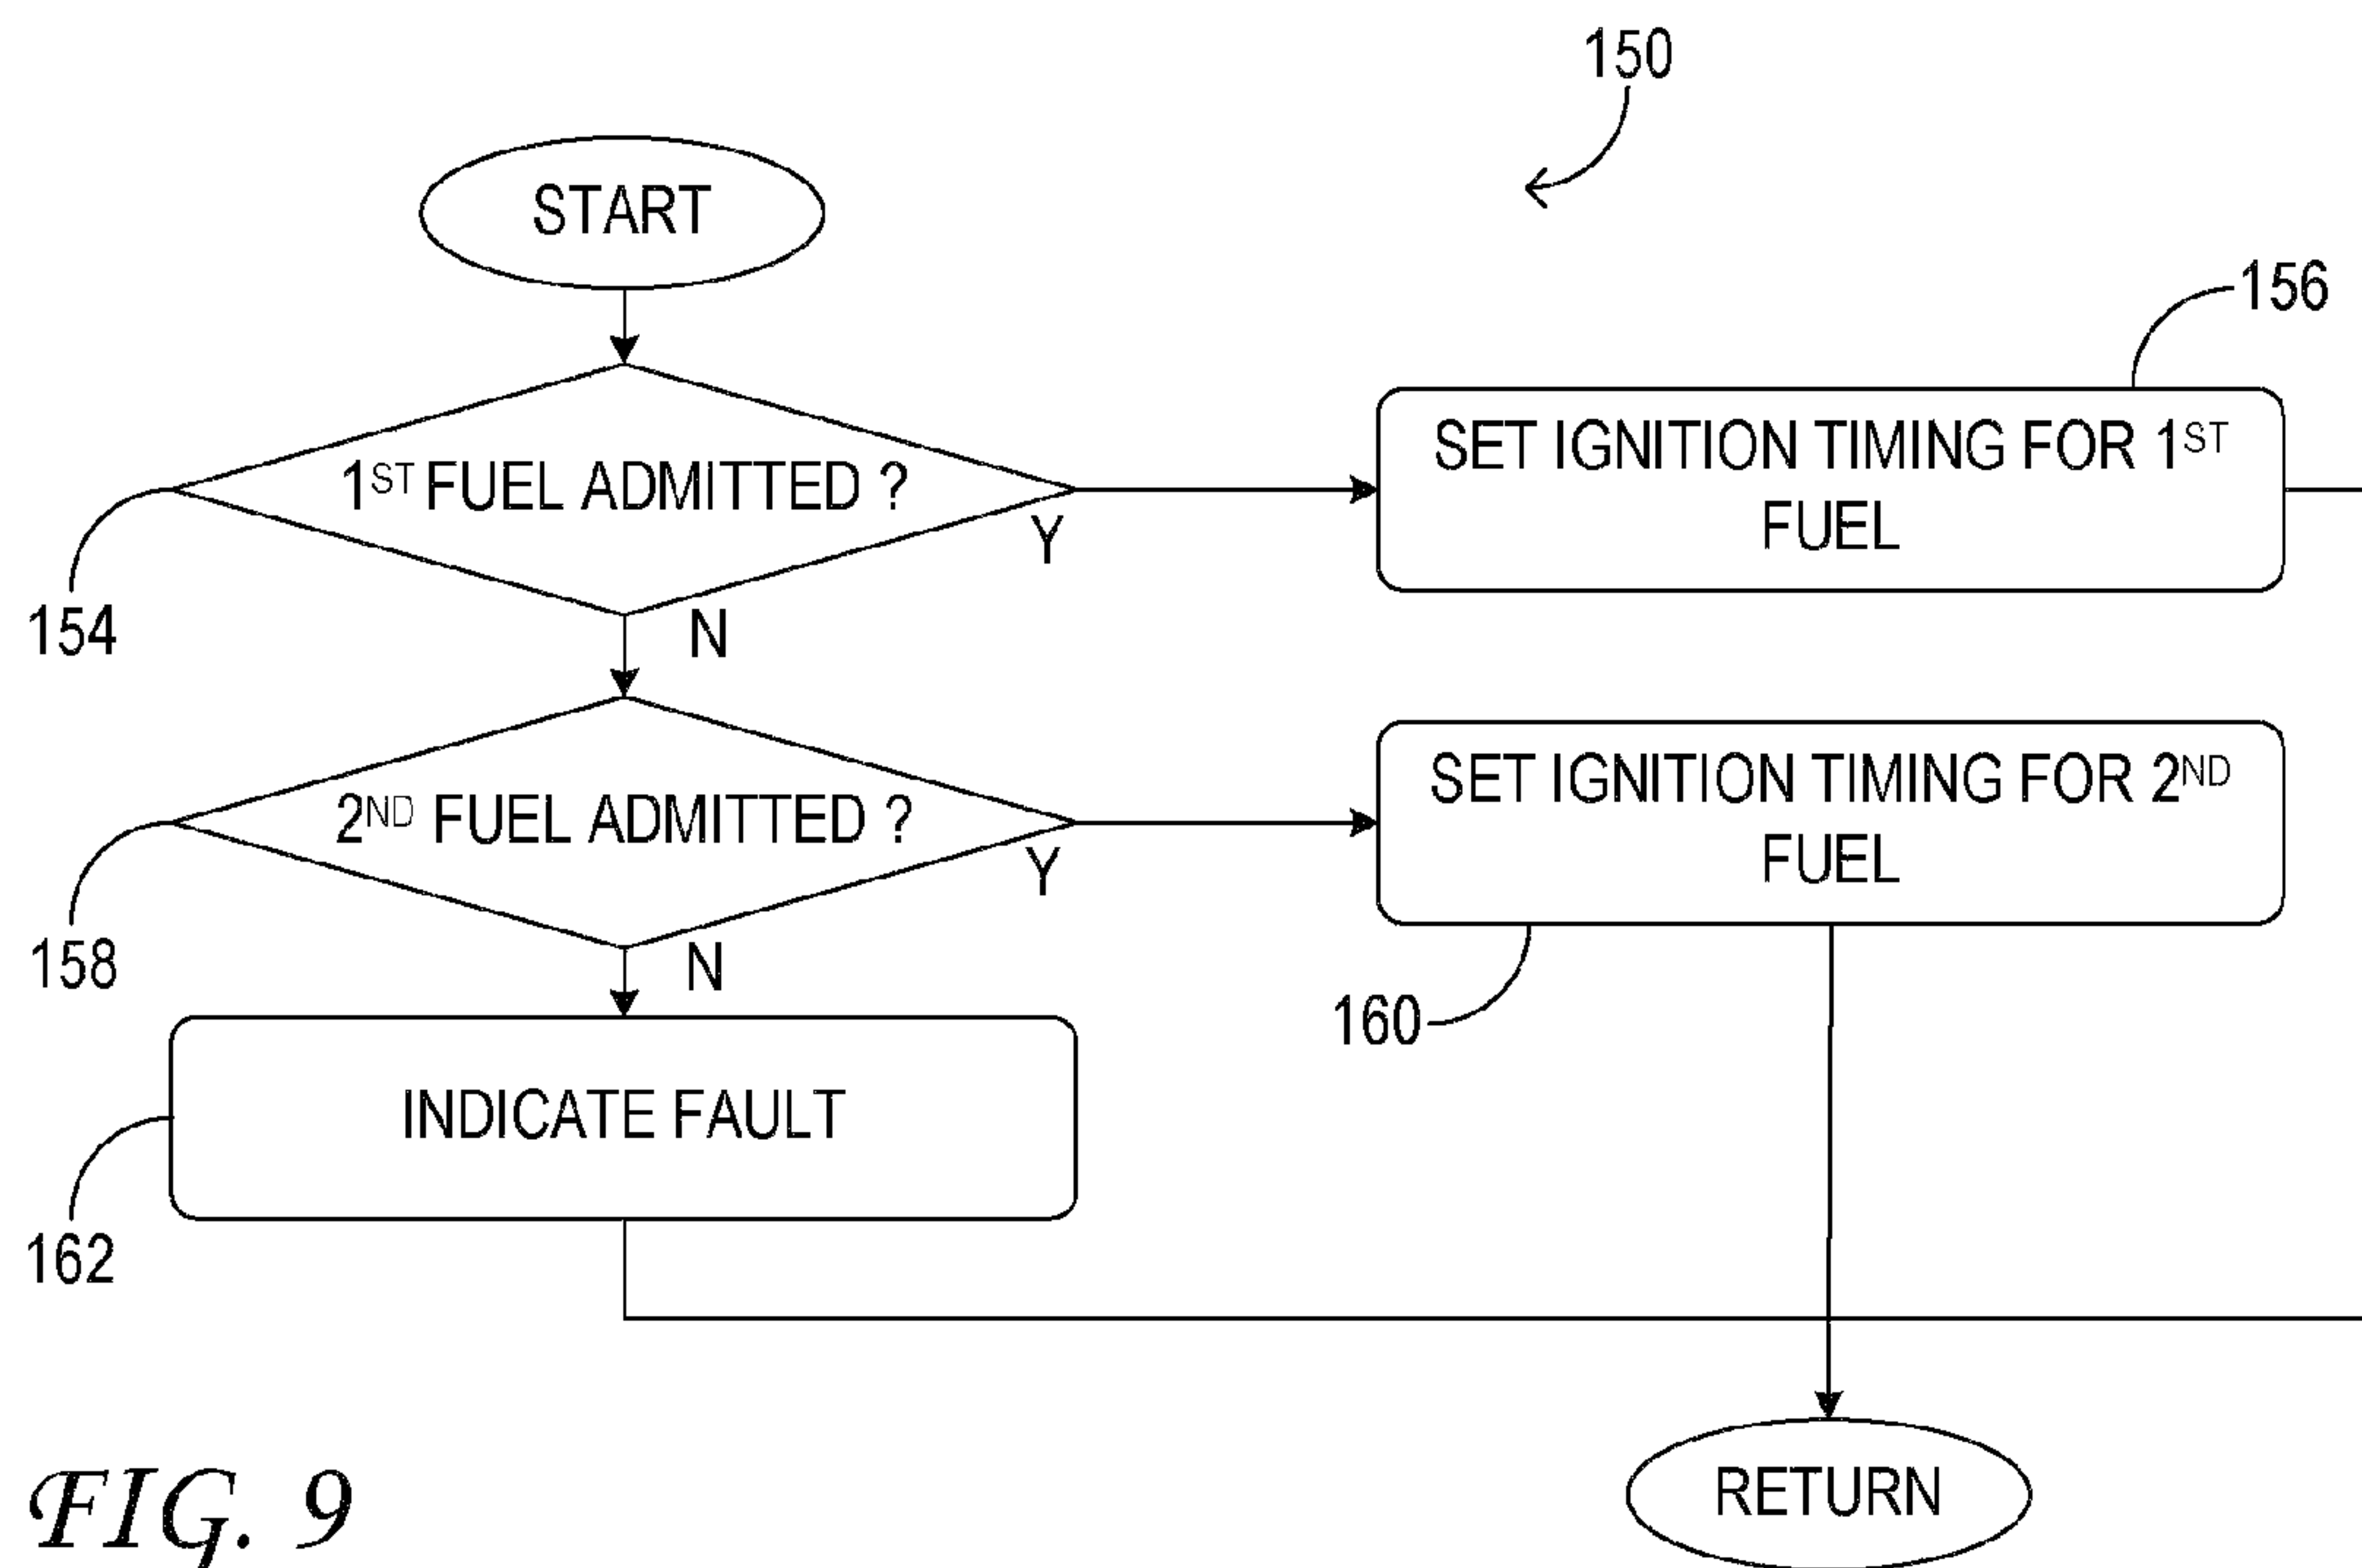 150
START
156
1ST FUEL ADMITTED ?
Y
SET IGNITION TIMING FOR 1ST
FUEL
154
N
2ND FUEL ADMITTED ?
Y
SET IGNITION TIMING FOR 2ND
FUEL
158
N
160
INDICATE FAULT
162
RETURN
FIG. 9